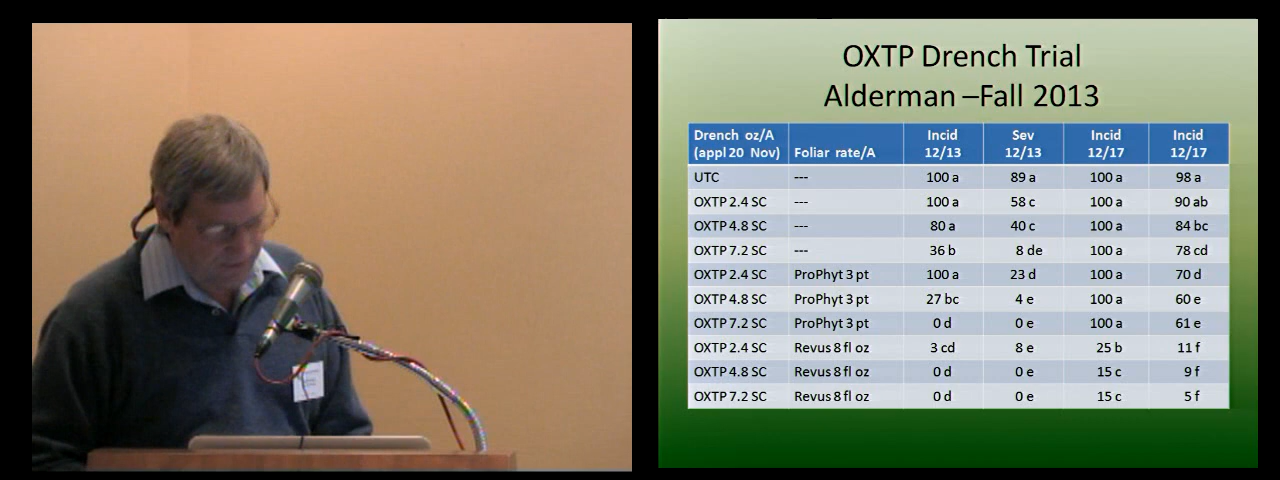 OXTP Drench Trial
Alderman –Fall 2013
Drench oz/A (appl 20 Nov) Foliar rate/A Incid 12/13 Sev 12/13 Incid 12/17 Incid 12/17
UTC --- 100 a 89 a 100 a 98 a
OXTP 2.4 SC --- 100 a 58 c 100 a 90 ab
OXTP 4.8 SC --- 80 a 40 c 100 a 84 bc
OXTP 7.2 SC --- 36 b 8 de 100 a 78 cd
OXTP 2.4 SC ProPhyt 3 pt 100 a 23 d 100 a 70 d
OXTP 4.8 SC ProPhyt 3 pt 27 bc 4 e 100 a 60 e
OXTP 7.2 SC ProPhyt 3 pt 0 d 0 e 100 a 61 e
OXTP 2.4 SC Revus 8 fl oz 3 cd 8 e 25 b 11 f
OXTP 4.8 SC Revus 8 fl oz 0 d 0 e 15 c 9 f
OXTP 7.2 SC Revus 8 fl oz 0 d 0 e 15 c 5 f